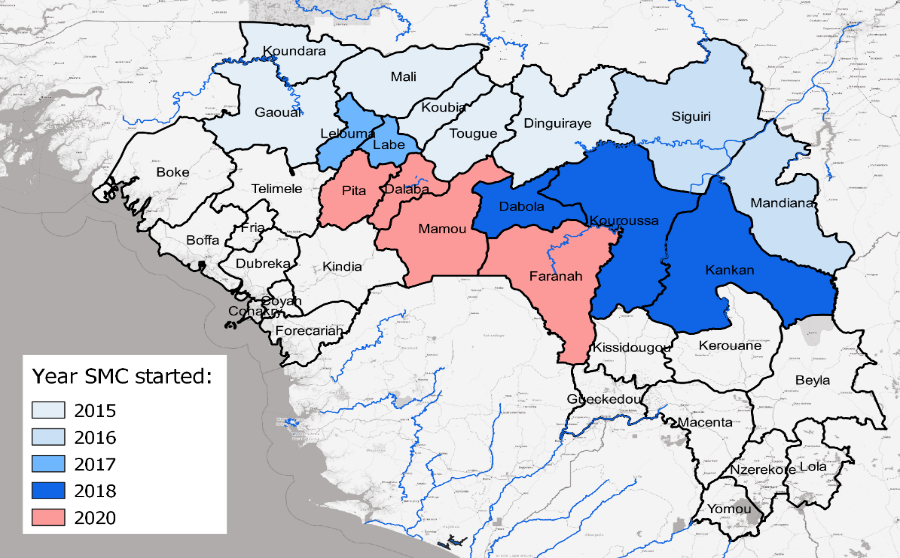 Koundara
Mali
Gaoual
Koubia
Siguiri
Dinguiraye
Lelouma
Tougue
Labe
Boke
Telimele
Pita
Dalaba
Mandiana
Dabola
Kouroussa
Fria
Mamou
Boffa
Dubreka
Kindia
Faranah
Kankan
Coyah
Conakry
Forecariah
Kissidougou
Kerouane
Beyla
Gueckedou
Macenta
Nzerekore
Lola
Yomou
Year SMC started:
2015
2016
2017
2018
2020